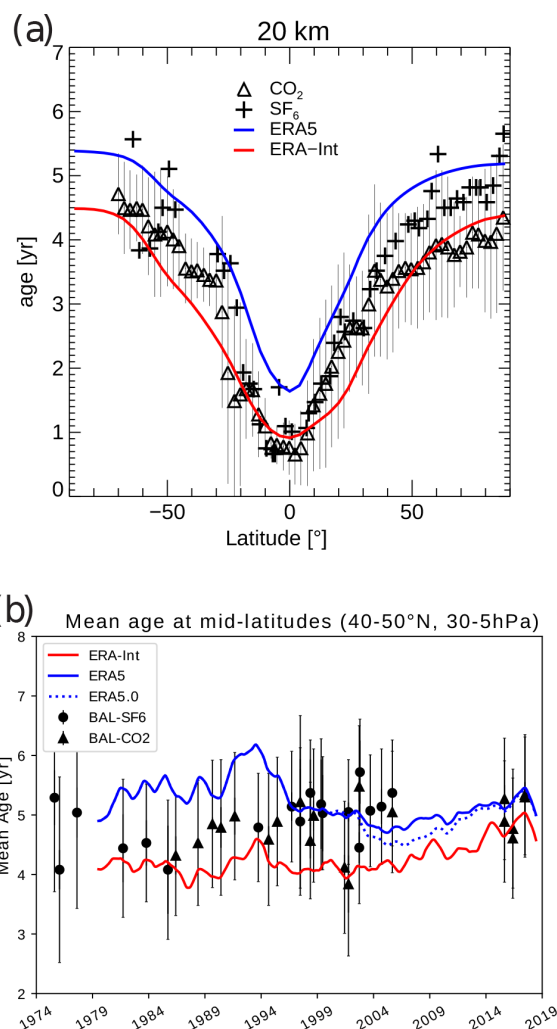 (a)
20 km
7
6
5
4
3
2
1
0
age [yr]
CO2
SF6
ERA5
ERA−Int
−50 0 50
Latitude [°]
(b)
Mean age at mid-latitudes (40-50°N, 30-5hPa)
8
7
6
5
4
3
2
Mean Age [yr]
ERA-Int
ERA5
ERA5.0
BAL-SF6
BAL-CO2
1974 1979 1984 1989 1994 1999 2004 2009 2014 2019